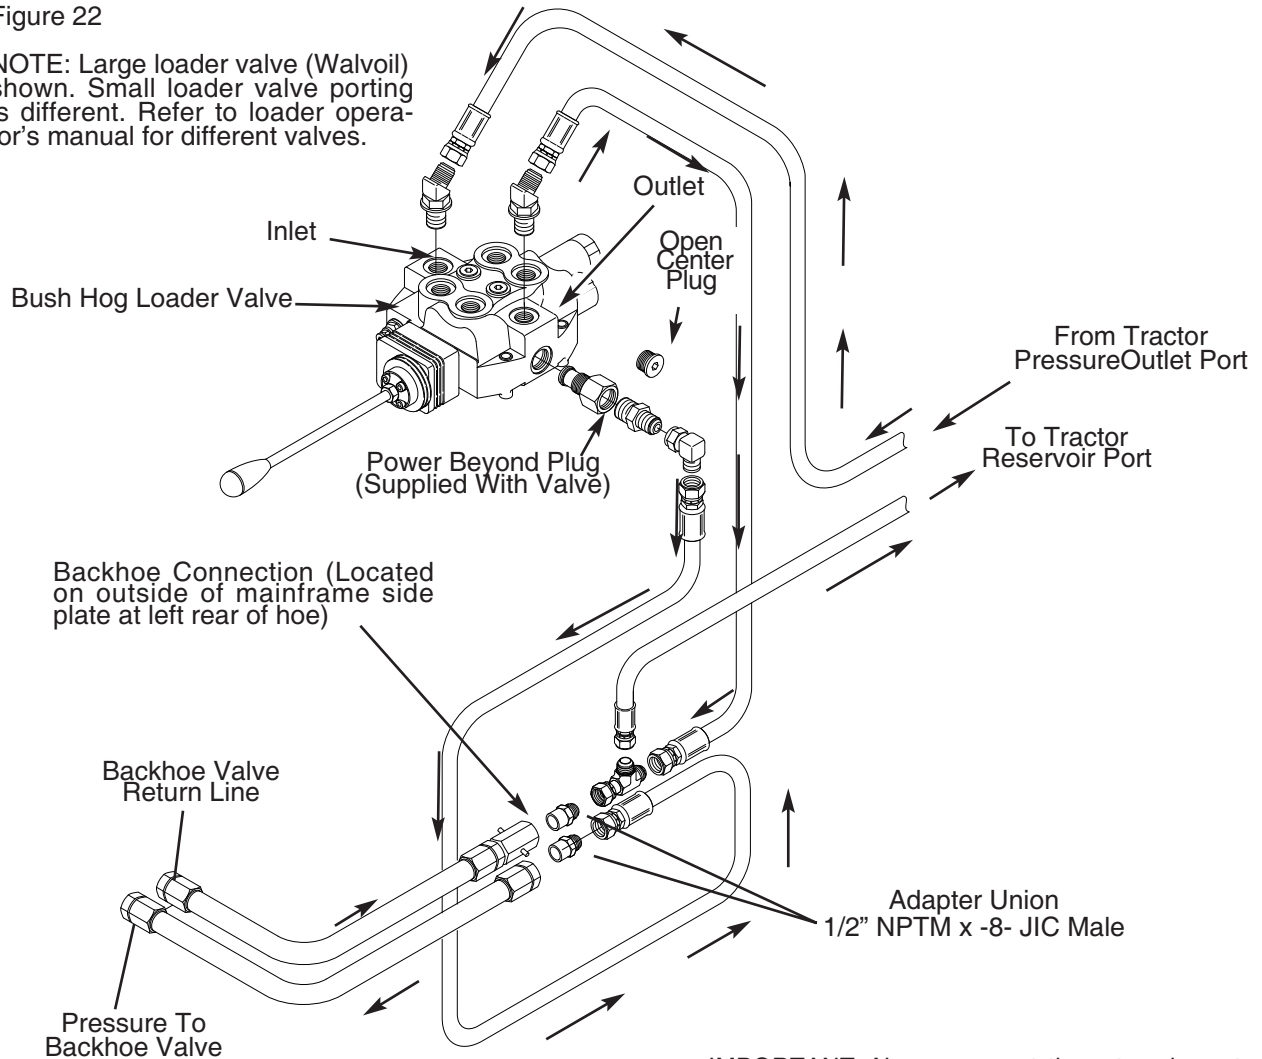 Figure 22
NOTE: Large loader valve (Walvoil)
shown. Small loader valve porting
is different. Refer to loader opera-
tor's manual for different valves.
Outlet
Inlet
Open
Center
Plug
Bush Hog Loader Valve
From Tractor
PressureOutlet Port
To Tractor
Reservoir Port
Power Beyond Plug
(Supplied With Valve)
Backhoe Connection (Located
on outside of mainframe side
plate at left rear of hoe)
Backhoe Valve
Return Line
Adapter Union
1/2” NPTM x -8- JIC Male
Pressure To
Backhoe Valve